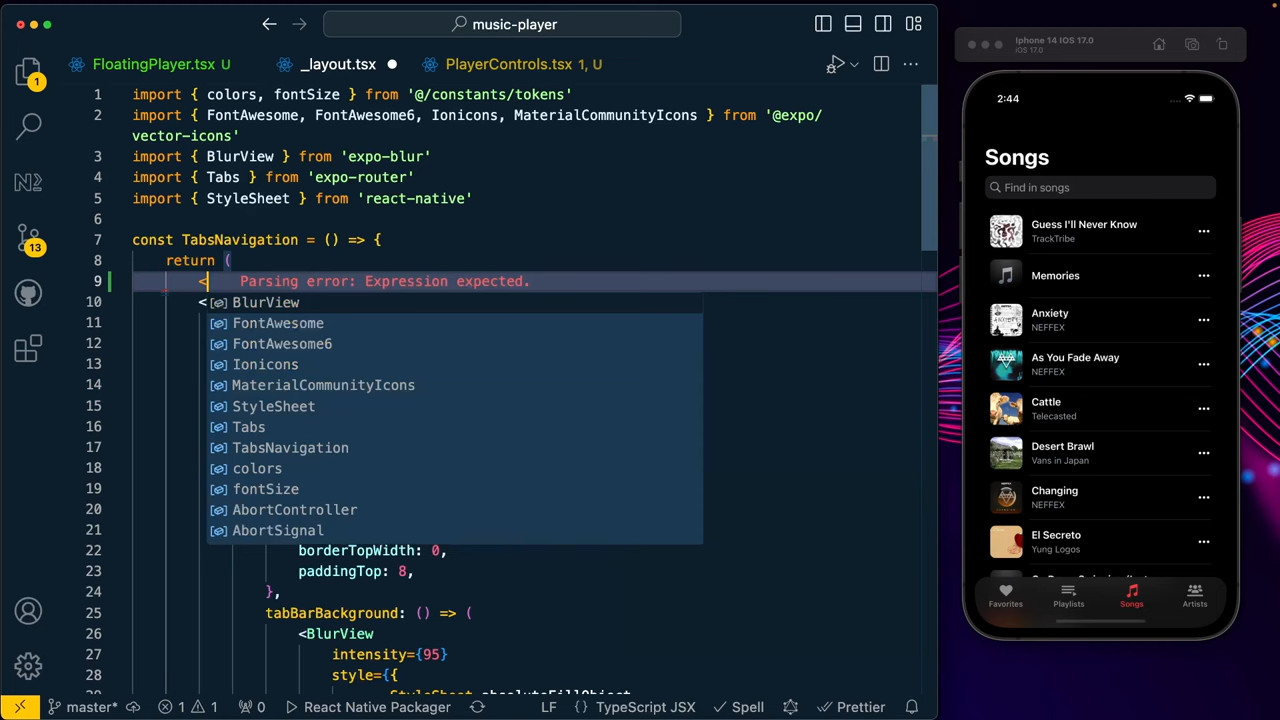 music-player
FloatingPlayer.tsx U
_layout.tsx
PlayerControls.tsx 1, U
1 import { colors, fontSize } from '@/constants/tokens'
2 import { FontAwesome, FontAwesome6, Ionicons, MaterialCommunityIcons } from '@expo/
vector-icons'
3 import { BlurView } from 'expo-blur'
4 import { Tabs } from 'expo-router'
5 import { StyleSheet } from 'react-native'
6
7 const TabsNavigation = () => {
8 return (
9 < Parsing error: Expression expected.
10 <
BlurView
11 FontAwesome
12 FontAwesome6
13 Ionicons
14 MaterialCommunityIcons
15 StyleSheet
16 Tabs
17 TabsNavigation
18 colors
19 fontSize
20 AbortController
21 AbortSignal
22 borderTopWidth: 0,
23 paddingTop: 8,
24 },
25 tabBarBackground: () => (
26 <BlurView
27 intensity={95}
28 style={{
StyleSheet.absoluteFillObject
1
13
master*
1 1
0
React Native Packager
LF
{} TypeScript JSX
Spell
Prettier
Iphone 14 IOS 17.0
iOS 17.0
2:44
Songs
Find in songs
Guess I'll Never Know
TrackTribe
Memories
Anxiety
NEFFEX
As You Fade Away
NEFFEX
Cattle
Telecasted
Desert Brawl
Vans in Japan
Changing
NEFFEX
El Secreto
Yung Logos
Favorites
Playlists
Songs
Artists